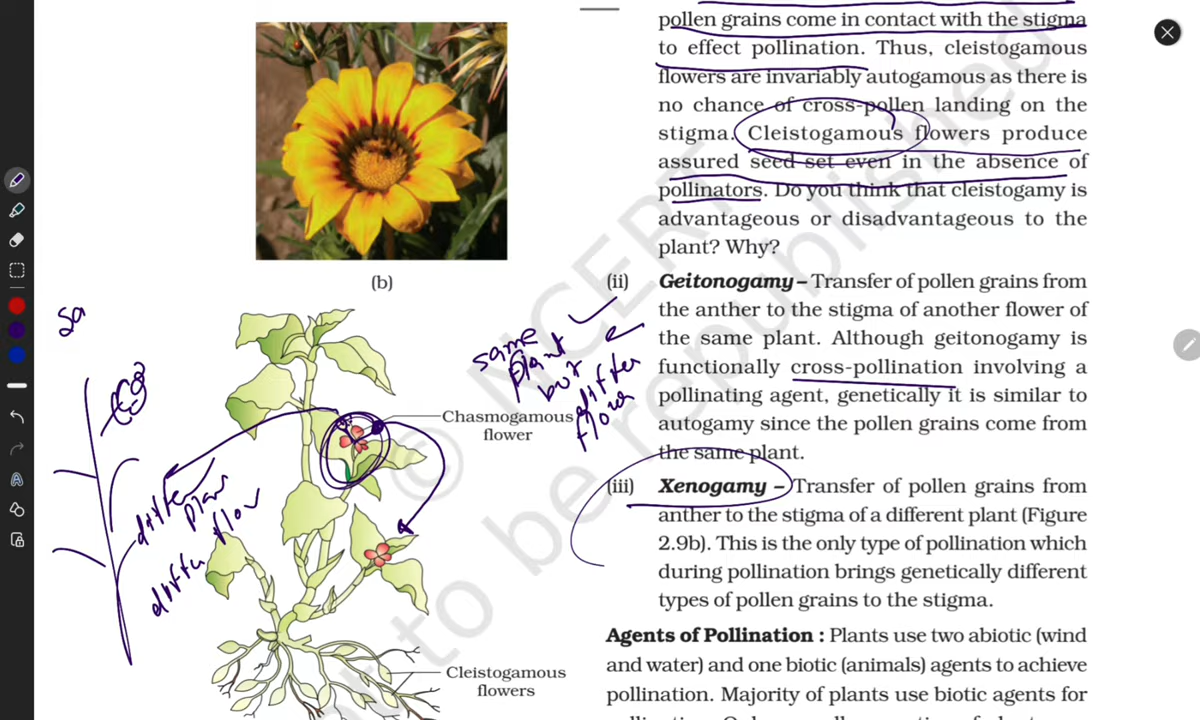 pollen grains come in contact with the stigma
to effect pollination. Thus, cleistogamous
flowers are invariably autogamous as there is
no chance of cross-pollen landing on the
stigma. Cleistogamous flowers produce
assured seed set even in the absence of
pollinators. Do you think that cleistogamy is
advantageous or disadvantageous to the
plant? Why?
(b)
(ii) Geitonogamy – Transfer of pollen grains from
the anther to the stigma of another flower of
the same plant. Although geitonogamy is
functionally cross-pollination involving a
pollinating agent, genetically it is similar to
autogamy since the pollen grains come from
the same plant.
same
plant
but
differ
flower
Chasmogamous
flower
(iii) Xenogamy – Transfer of pollen grains from
anther to the stigma of a different plant (Figure
2.9b). This is the only type of pollination which
during pollination brings genetically different
types of pollen grains to the stigma.
Sa
differ
plan
flow
Agents of Pollination : Plants use two abiotic (wind
and water) and one biotic (animals) agents to achieve
pollination. Majority of plants use biotic agents for
Cleistogamous
flowers
© NCERT
not to be republished